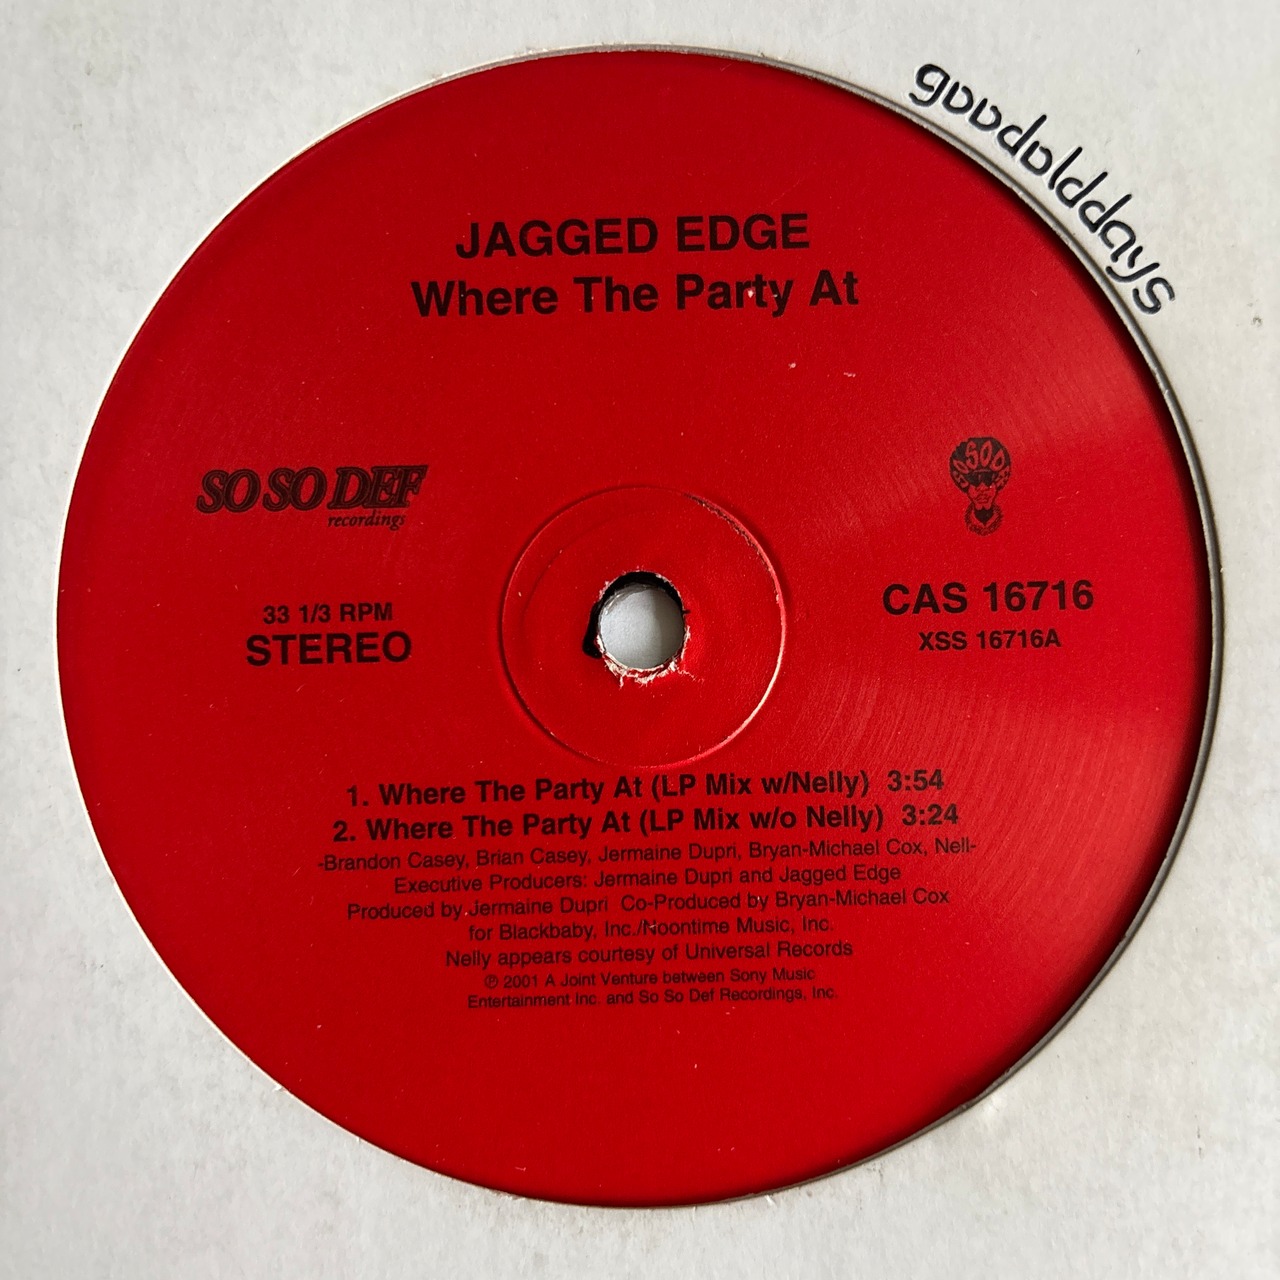 gooddolddays
JAGGED EDGE
Where The Party At
SO SO DEF
recordings
SO SO DEF
33 1/3 RPM
STEREO
CAS 16716
XSS 16716A
1. Where The Party At (LP Mix w/Nelly) 3:54
2. Where The Party At (LP Mix w/o Nelly) 3:24
-Brandon Casey, Brian Casey, Jermaine Dupri, Bryan-Michael Cox, Nell-
Executive Producers: Jermaine Dupri and Jagged Edge
Produced by Jermaine Dupri Co-Produced by Bryan-Michael Cox
for Blackbaby, Inc./Noontime Music, Inc.
Nelly appears courtesy of Universal Records
℗ 2001 A Joint Venture between Sony Music
Entertainment Inc. and So So Def Recordings, Inc.